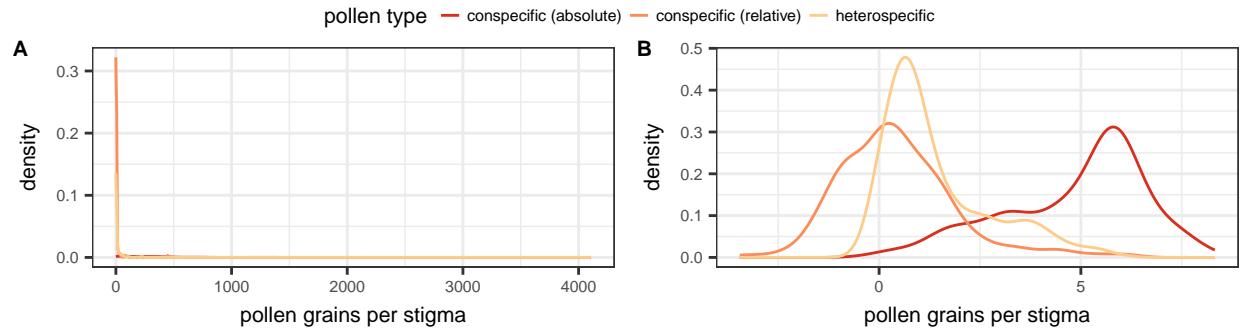 pollen type conspecific (absolute) conspecific (relative) heterospecific
A
0.3
0.2
0.1
0.0
density
0 1000 2000 3000 4000
pollen grains per stigma
B
0.5
0.4
0.3
0.2
0.1
0.0
density
0 5
pollen grains per stigma